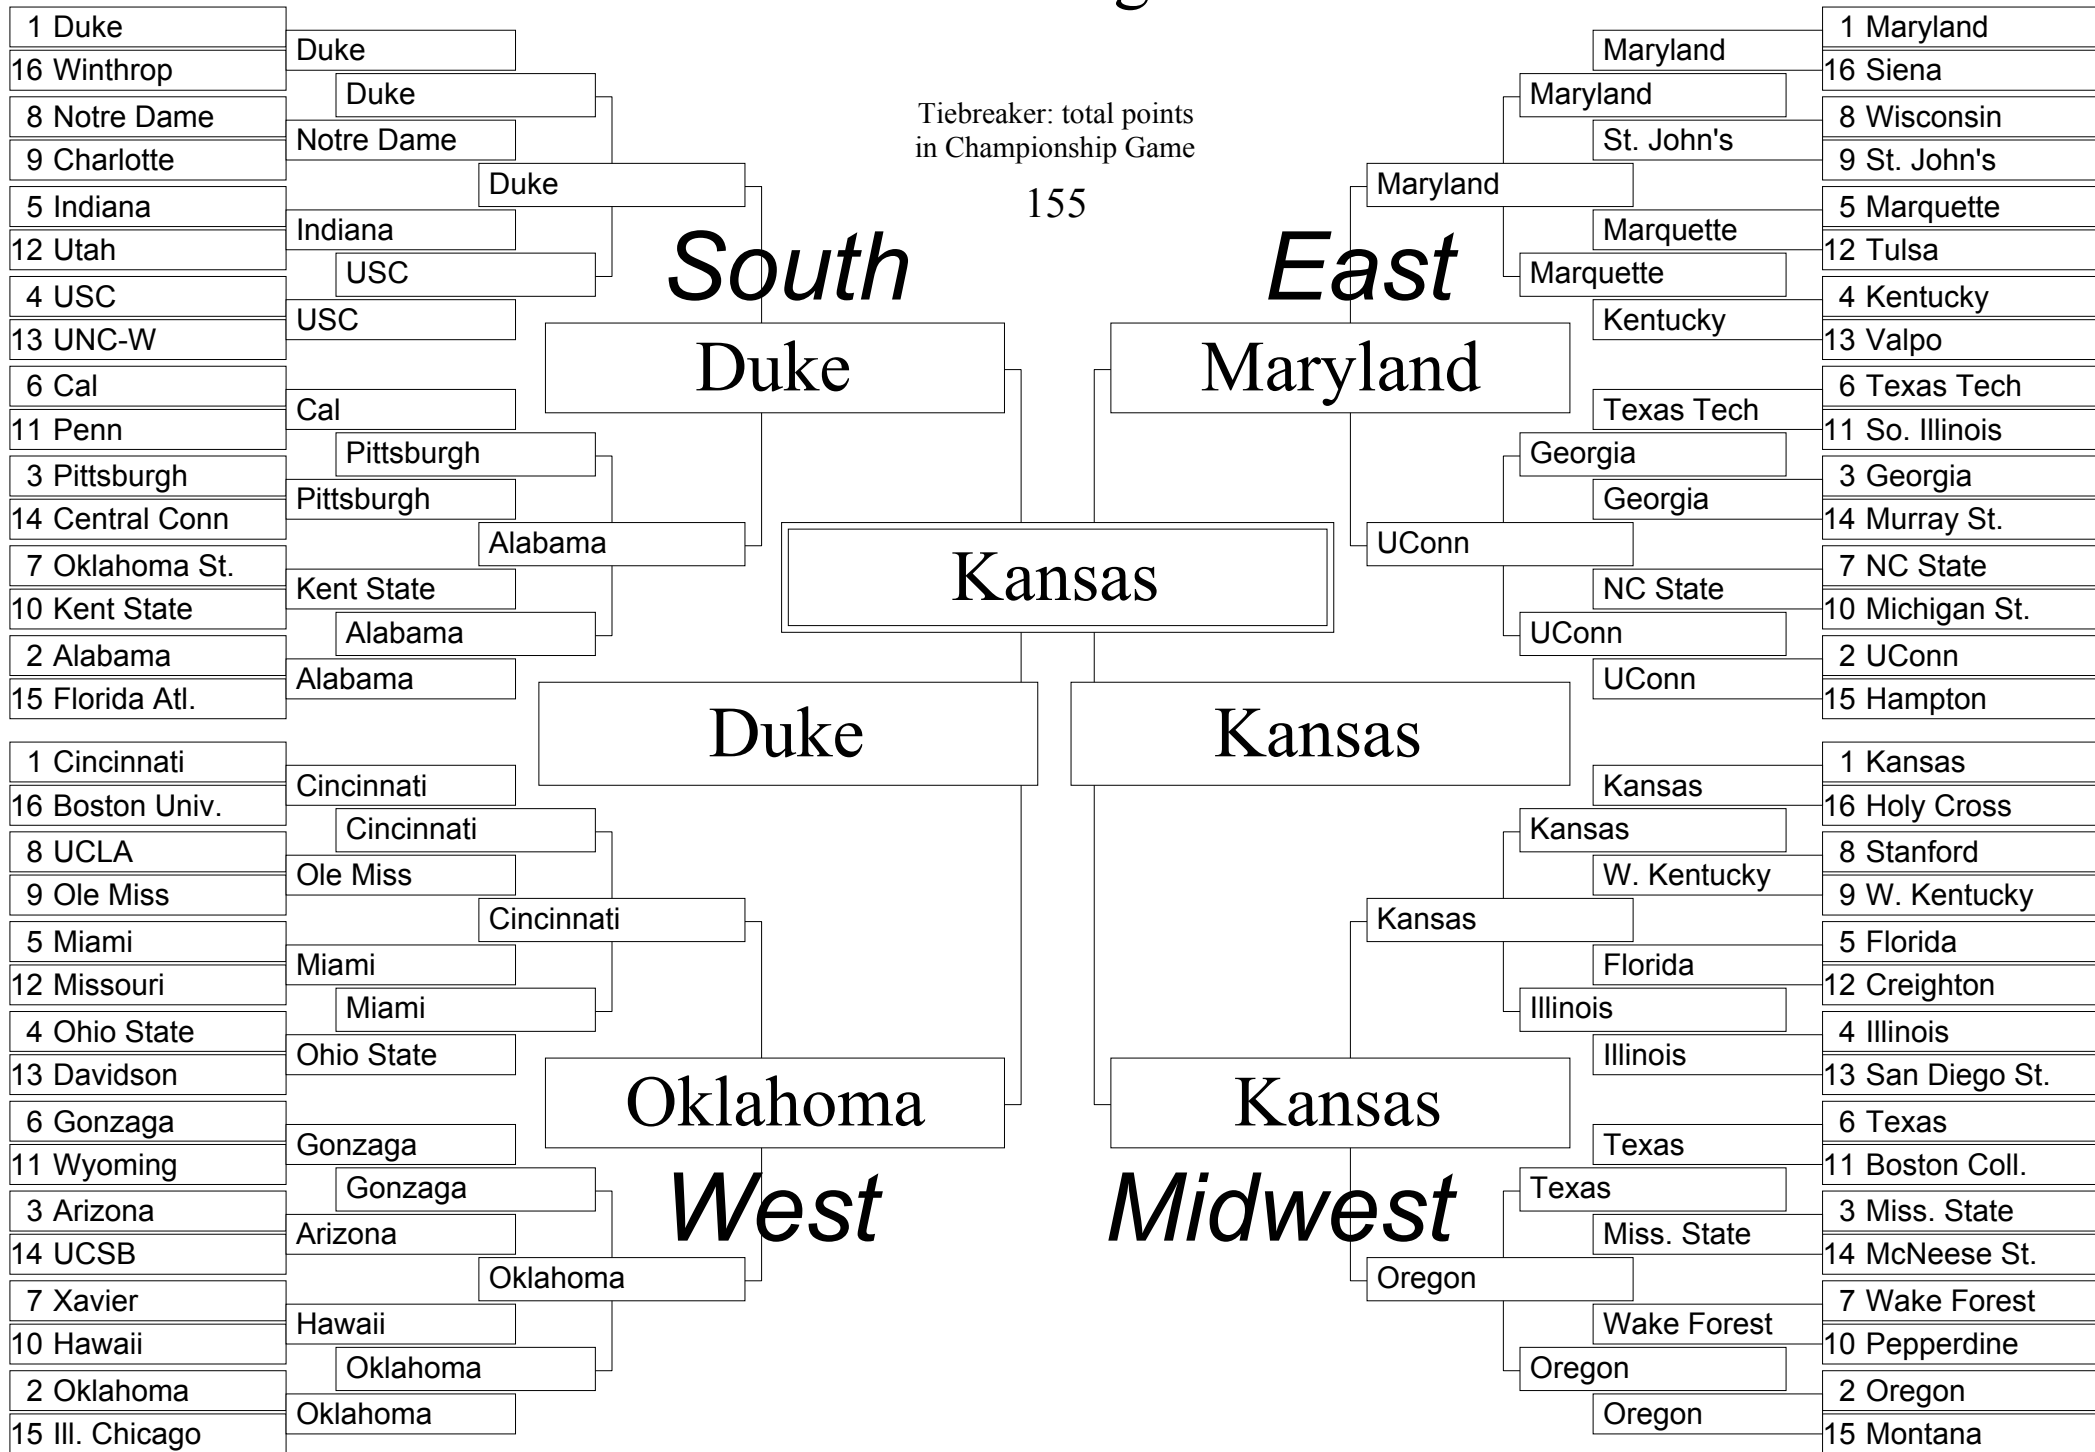 g
Tiebreaker: total points
in Championship Game
155
South
1 Duke
16 Winthrop
8 Notre Dame
9 Charlotte
5 Indiana
12 Utah
4 USC
13 UNC-W
6 Cal
11 Penn
3 Pittsburgh
14 Central Conn
7 Oklahoma St.
10 Kent State
2 Alabama
15 Florida Atl.
Duke
Notre Dame
Indiana
USC
Cal
Pittsburgh
Kent State
Alabama
Duke
USC
Pittsburgh
Alabama
Duke
Alabama
Duke
West
1 Cincinnati
16 Boston Univ.
8 UCLA
9 Ole Miss
5 Miami
12 Missouri
4 Ohio State
13 Davidson
6 Gonzaga
11 Wyoming
3 Arizona
14 UCSB
7 Xavier
10 Hawaii
2 Oklahoma
15 Ill. Chicago
Cincinnati
Ole Miss
Miami
Ohio State
Gonzaga
Arizona
Hawaii
Oklahoma
Cincinnati
Miami
Gonzaga
Oklahoma
Cincinnati
Oklahoma
Oklahoma
Duke
Kansas
Kansas
East
1 Maryland
16 Siena
8 Wisconsin
9 St. John's
5 Marquette
12 Tulsa
4 Kentucky
13 Valpo
6 Texas Tech
11 So. Illinois
3 Georgia
14 Murray St.
7 NC State
10 Michigan St.
2 UConn
15 Hampton
Maryland
St. John's
Marquette
Kentucky
Texas Tech
Georgia
NC State
UConn
Maryland
Marquette
Georgia
UConn
Maryland
UConn
Maryland
Midwest
1 Kansas
16 Holy Cross
8 Stanford
9 W. Kentucky
5 Florida
12 Creighton
4 Illinois
13 San Diego St.
6 Texas
11 Boston Coll.
3 Miss. State
14 McNeese St.
7 Wake Forest
10 Pepperdine
2 Oregon
15 Montana
Kansas
W. Kentucky
Florida
Illinois
Texas
Miss. State
Wake Forest
Oregon
Kansas
Illinois
Texas
Oregon
Kansas
Oregon
Kansas